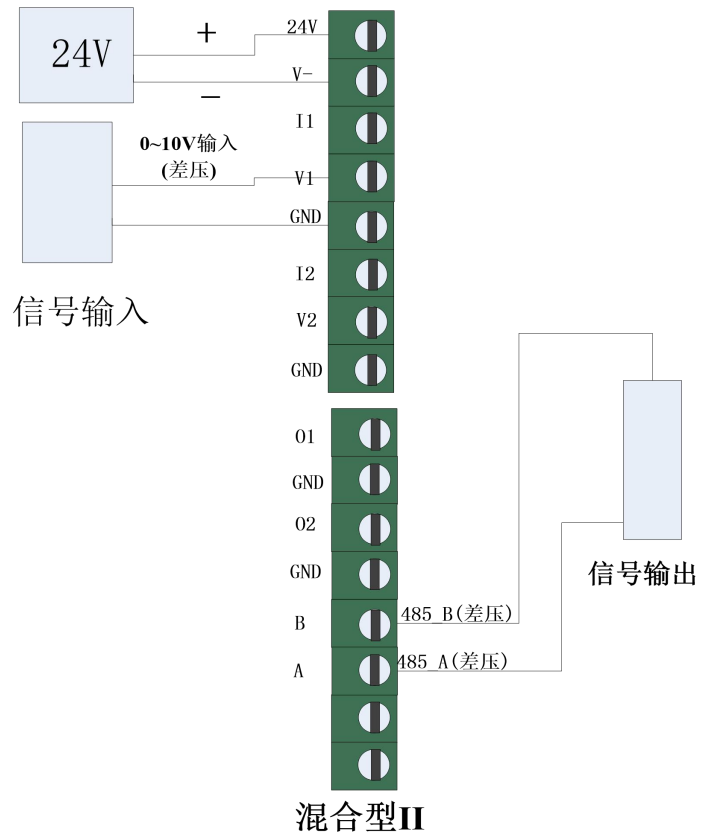 24V
+
−
24V
V−
I1
0~10V输入
(差压)
V1
GND
信号输入
I2
V2
GND
O1
GND
O2
GND
信号输出
B
485_B(差压)
A
485_A(差压)
混合型II